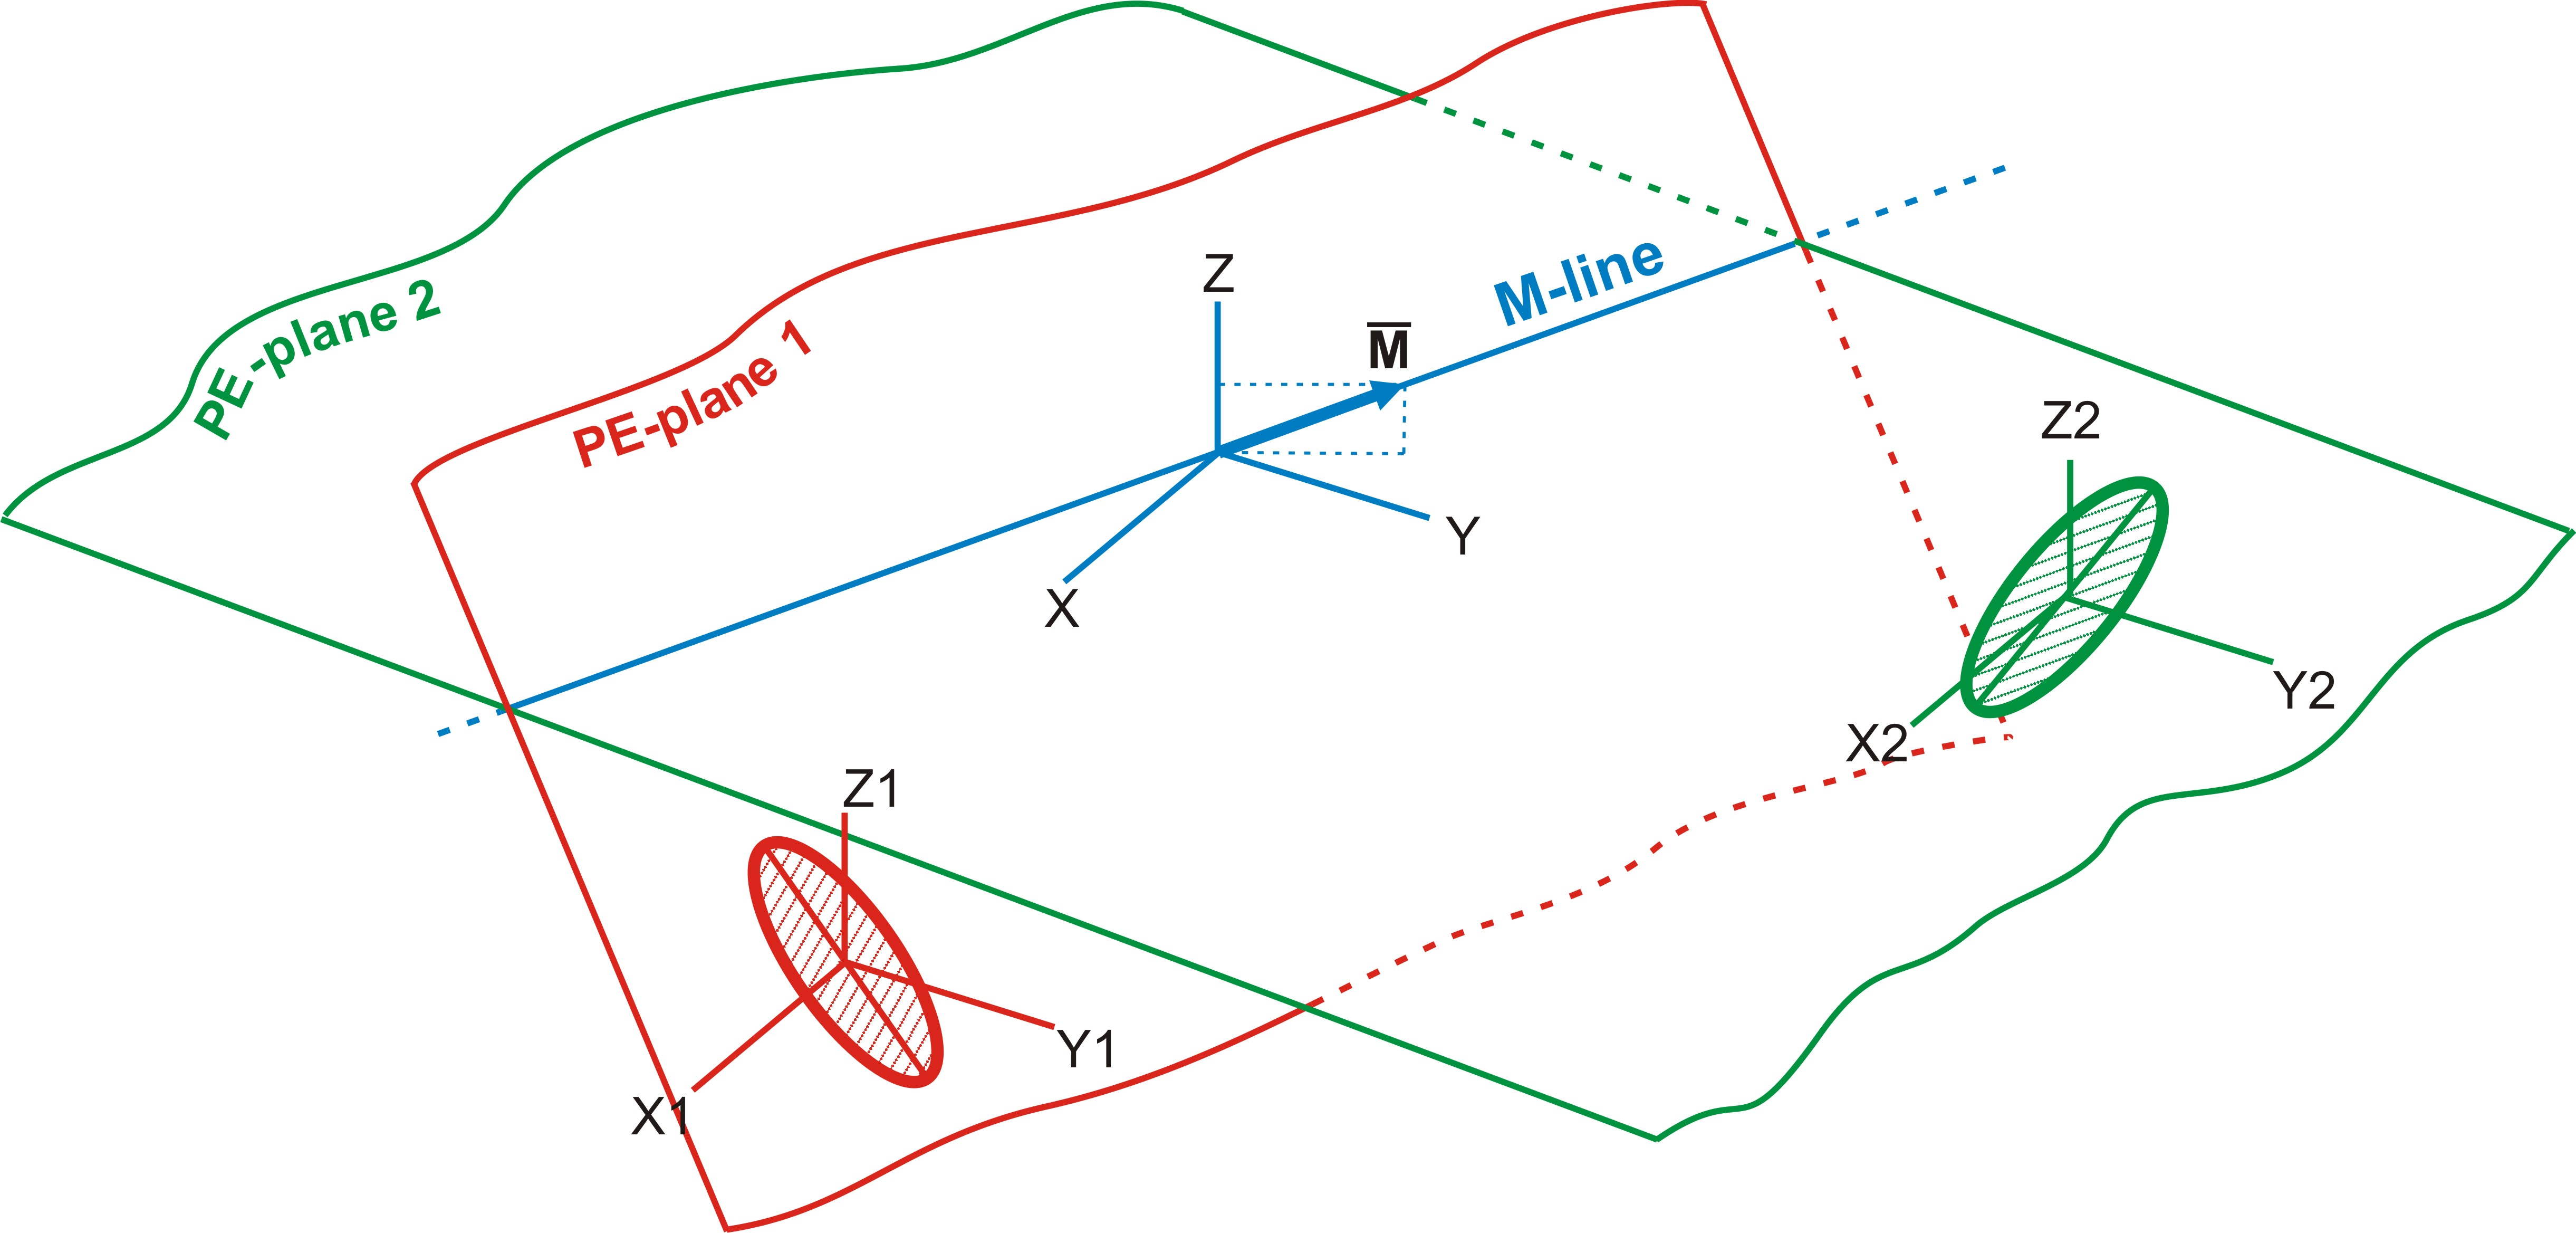 PE-plane 2
PE-plane 1
Z
M̅
M-line
Y
X
Z2
Y2
X2
Z1
Y1
X1